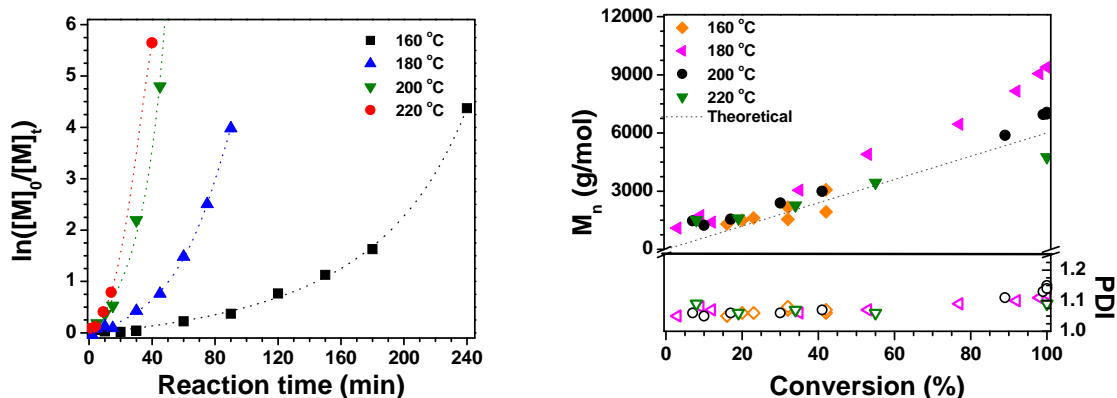 6
5
4
3
2
1
0
0 40 80 120 160 200 240
ln([M]0/[M]t)
Reaction time (min)
160 °C
180 °C
200 °C
220 °C
12000
9000
6000
3000
0
Mn (g/mol)
160 °C
180 °C
200 °C
220 °C
Theoretical
1.2
1.1
1.0
PDI
0 20 40 60 80 100
Conversion (%)